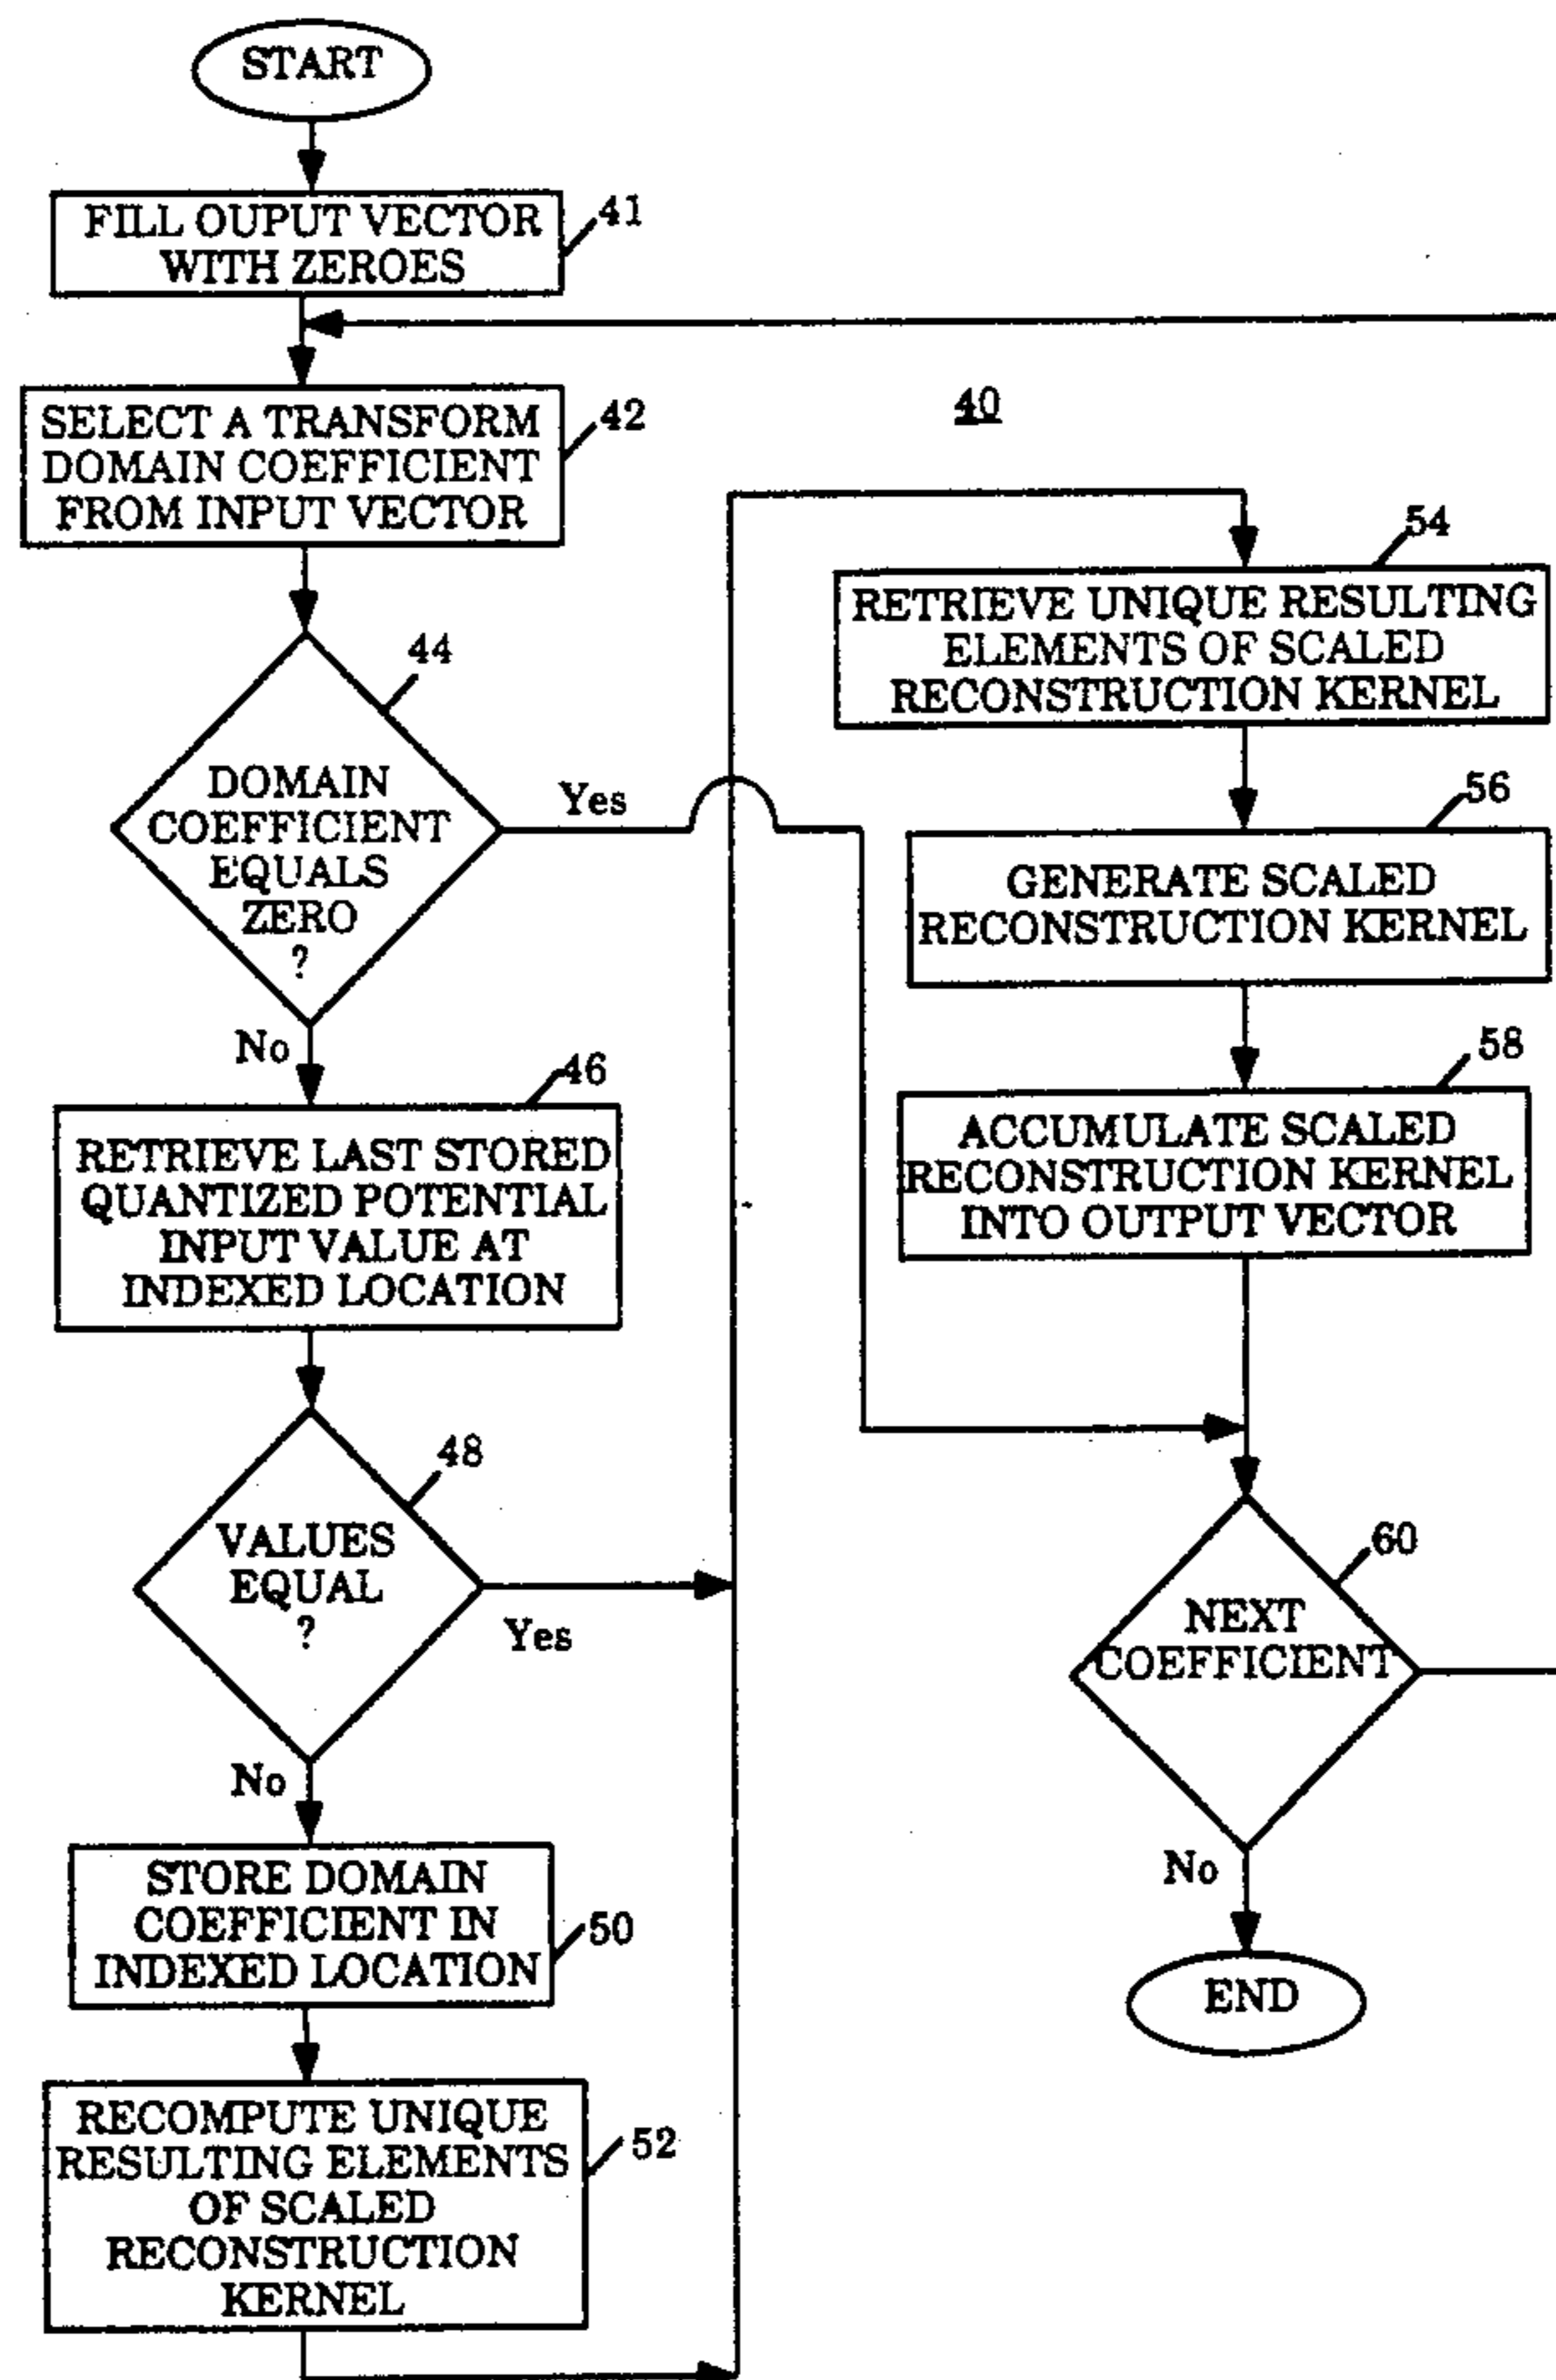 START
FILL OUPUT VECTOR
WITH ZEROES
41
SELECT A TRANSFORM
DOMAIN COEFFICIENT
FROM INPUT VECTOR
42
40
44
DOMAIN
COEFFICIENT
EQUALS
ZERO
?
Yes
No
46
RETRIEVE LAST STORED
QUANTIZED POTENTIAL
INPUT VALUE AT
INDEXED LOCATION
48
VALUES
EQUAL
?
Yes
No
STORE DOMAIN
COEFFICIENT IN
INDEXED LOCATION
50
RECOMPUTE UNIQUE
RESULTING ELEMENTS
OF SCALED
RECONSTRUCTION
KERNEL
52
54
RETRIEVE UNIQUE RESULTING
ELEMENTS OF SCALED
RECONSTRUCTION KERNEL
56
GENERATE SCALED
RECONSTRUCTION KERNEL
58
ACCUMULATE SCALED
RECONSTRUCTION KERNEL
INTO OUTPUT VECTOR
60
NEXT
COEFFICIENT
No
END